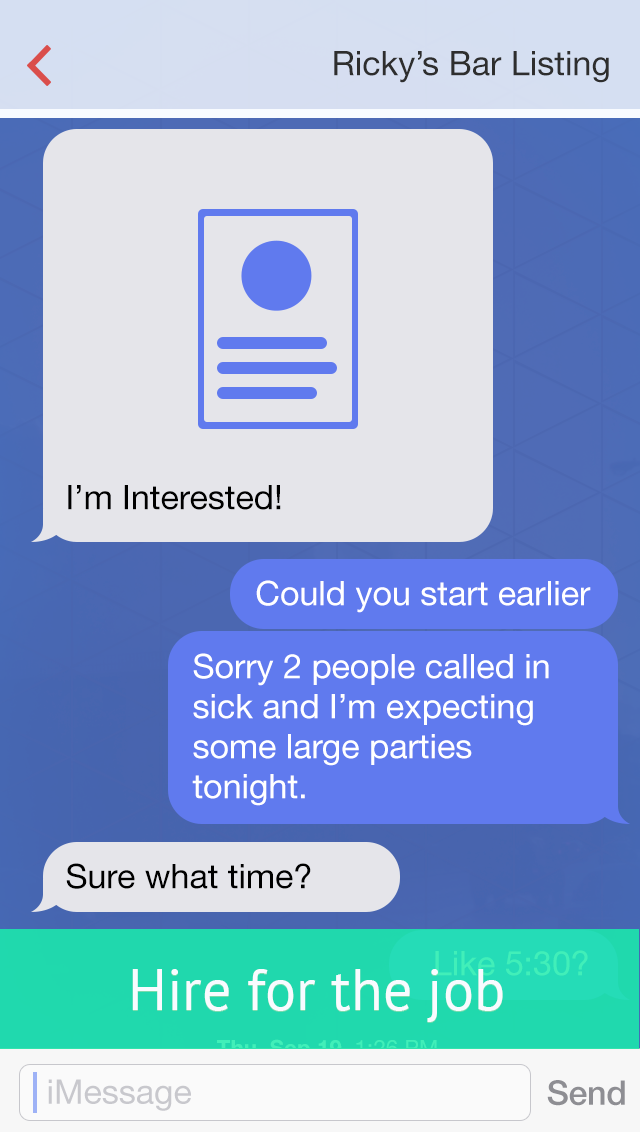 Ricky’s Bar Listing
I’m Interested!
Could you start earlier
Sorry 2 people called in
sick and I’m expecting
some large parties
tonight.
Sure what time?
Like 5:30?
Hire for the job
Thu, Sep 19, 1:26 PM
iMessage
Send